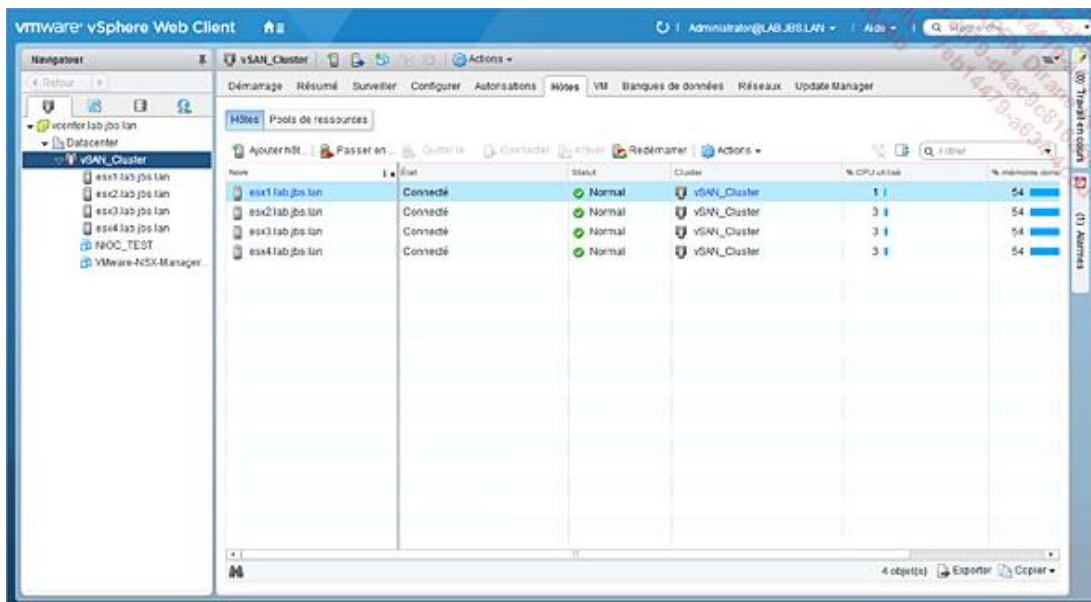 vmware vSphere Web Client
Administrator@LAB.JBS.LAN
Navigateur
Retour
vcenter.lab.jbs.lan
Datacenter
vSAN_Cluster
esx1.lab.jbs.lan
esx2.lab.jbs.lan
esx3.lab.jbs.lan
esx4.lab.jbs.lan
NIOC_TEST
VMware-NSX-Manager...
vSAN_Cluster Actions
Démarrage Résumé Surveiller Configurer Autorisations Hôtes VM Banques de données Réseaux Update Manager
Hôtes Pools de ressources
Ajouter hôt... Passer en ... Connecter Activer Redémarrer Actions Filtrer
Nom 1 État Statut Cluster % CPU utilisé % mémoire
esx1.lab.jbs.lan Connecté Normal vSAN_Cluster 54
esx2.lab.jbs.lan Connecté Normal vSAN_Cluster 3 54
esx3.lab.jbs.lan Connecté Normal vSAN_Cluster 3 54
esx4.lab.jbs.lan Connecté Normal vSAN_Cluster 3 54
4 objet(s) Exporter Copier
(0) Travail en cours
(1) Alarmes